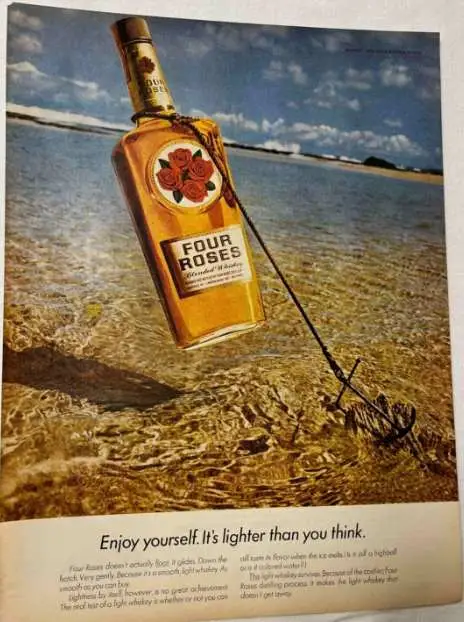 FOUR
ROSES
FOUR
ROSES
Blended Whiskey
Enjoy yourself. It's lighter than you think.
Four Roses doesn't actually float, it glides. Down the
hatch. Very gently. Because it's a smooth, light whiskey. As
smooth as you can buy.
Lightness by itself, however, is no great achievement.
The real test of a light whiskey is whether or not you can
still taste its flavor when the ice melts. (Is it still a highball
or is it colored water?)
This light whiskey survives. Because of the costlier Four
Roses distilling process. It makes the light whiskey that
doesn't get away.